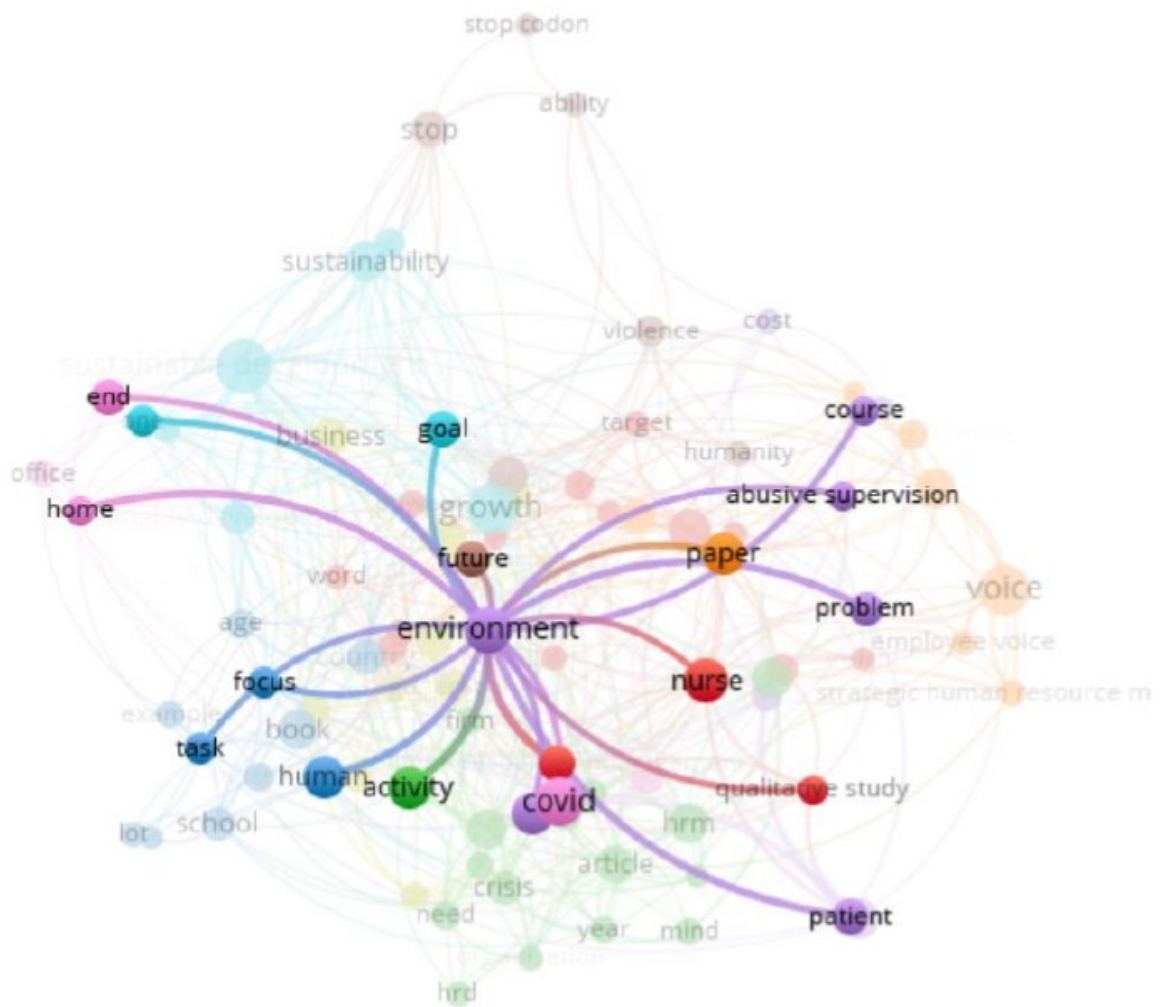 stop codon
ability
stop
sustainability
violence
cost
end
course
goal
target
business
humanity
office
abusive supervision
home
growth
paper
future
word
voice
problem
age
environment
employee voice
country
focus
nurse
strategic human resource m
example
firm
book
task
human
activity
qualitative study
covid
school
hrm
lot
article
crisis
need
patient
year
mind
hrd